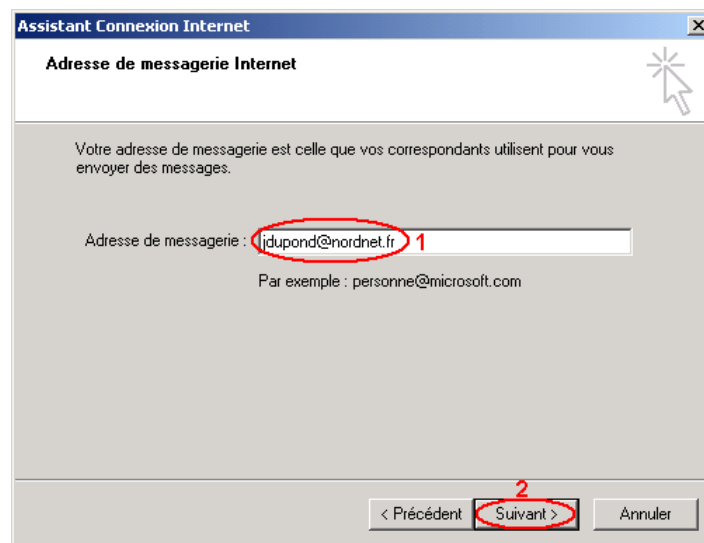 Assistant Connexion Internet
Adresse de messagerie Internet
Votre adresse de messagerie est celle que vos correspondants utilisent pour vous
envoyer des messages.
Adresse de messagerie : jdupond@nordnet.fr 1
Par exemple : personne@microsoft.com
2
< Précédent Suivant > Annuler